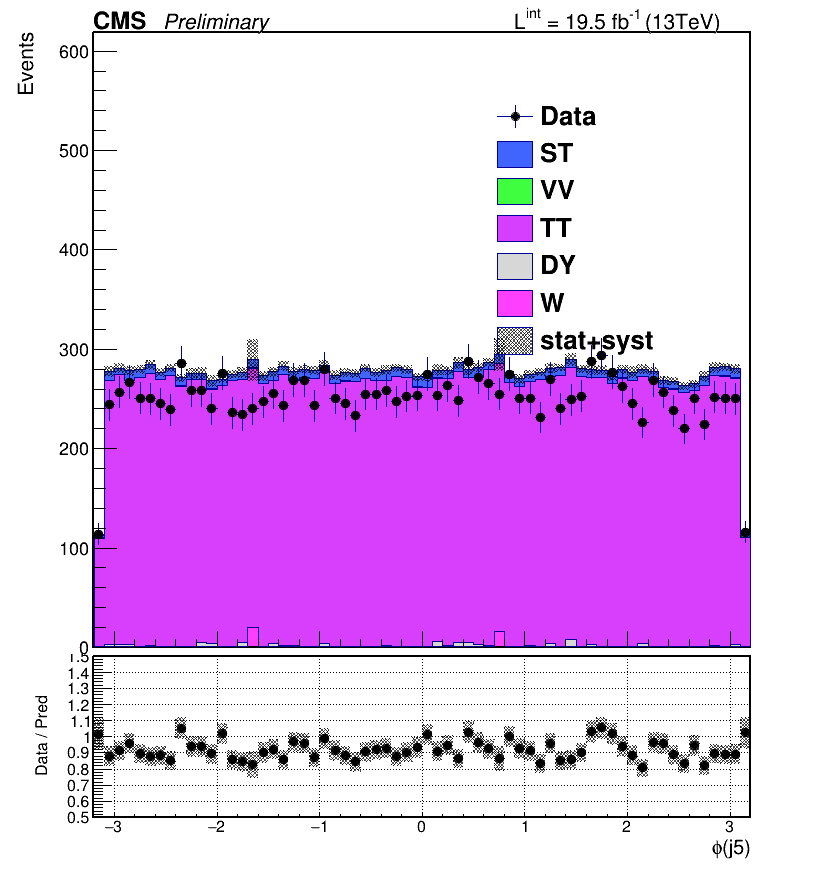 CMS Preliminary L^int = 19.5 fb^-1 (13TeV)
Events
600
500
400
300
200
100
0
Data
ST
VV
TT
DY
W
stat+syst
Data / Pred
1.5
1.4
1.3
1.2
1.1
1
0.9
0.8
0.7
0.6
0.5
−3 −2 −1 0 1 2 3
ϕ(j5)